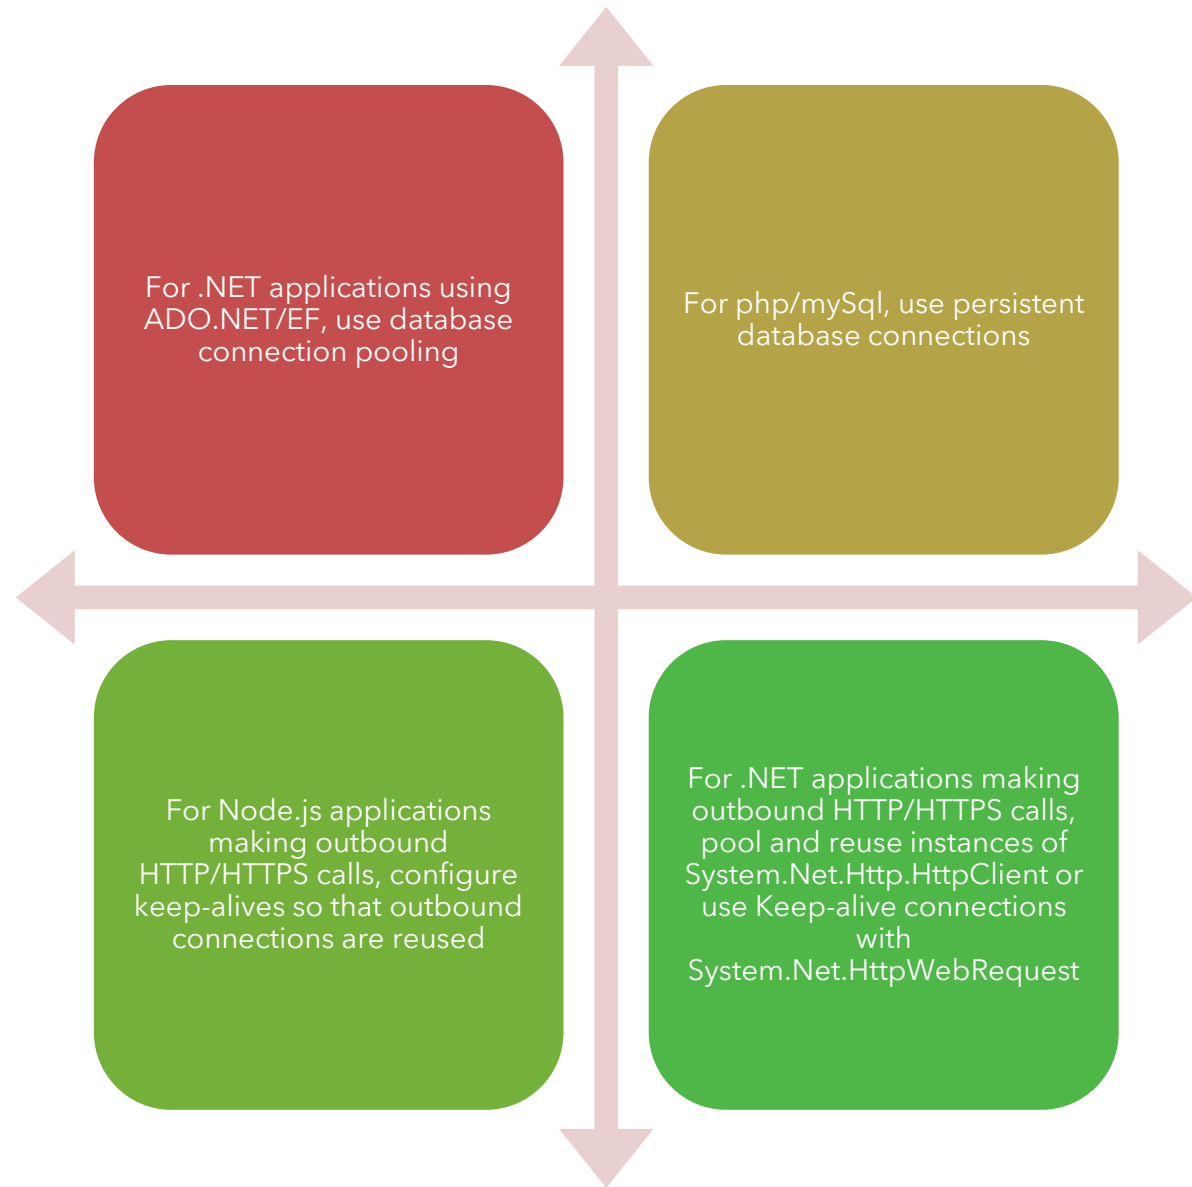 For .NET applications using
ADO.NET/EF, use database
connection pooling
For php/mySql, use persistent
database connections
For Node.js applications
making outbound
HTTP/HTTPS calls, configure
keep-alives so that outbound
connections are reused
For .NET applications making
outbound HTTP/HTTPS calls,
pool and reuse instances of
System.Net.Http.HttpClient or
use Keep-alive connections
with
System.Net.HttpWebRequest